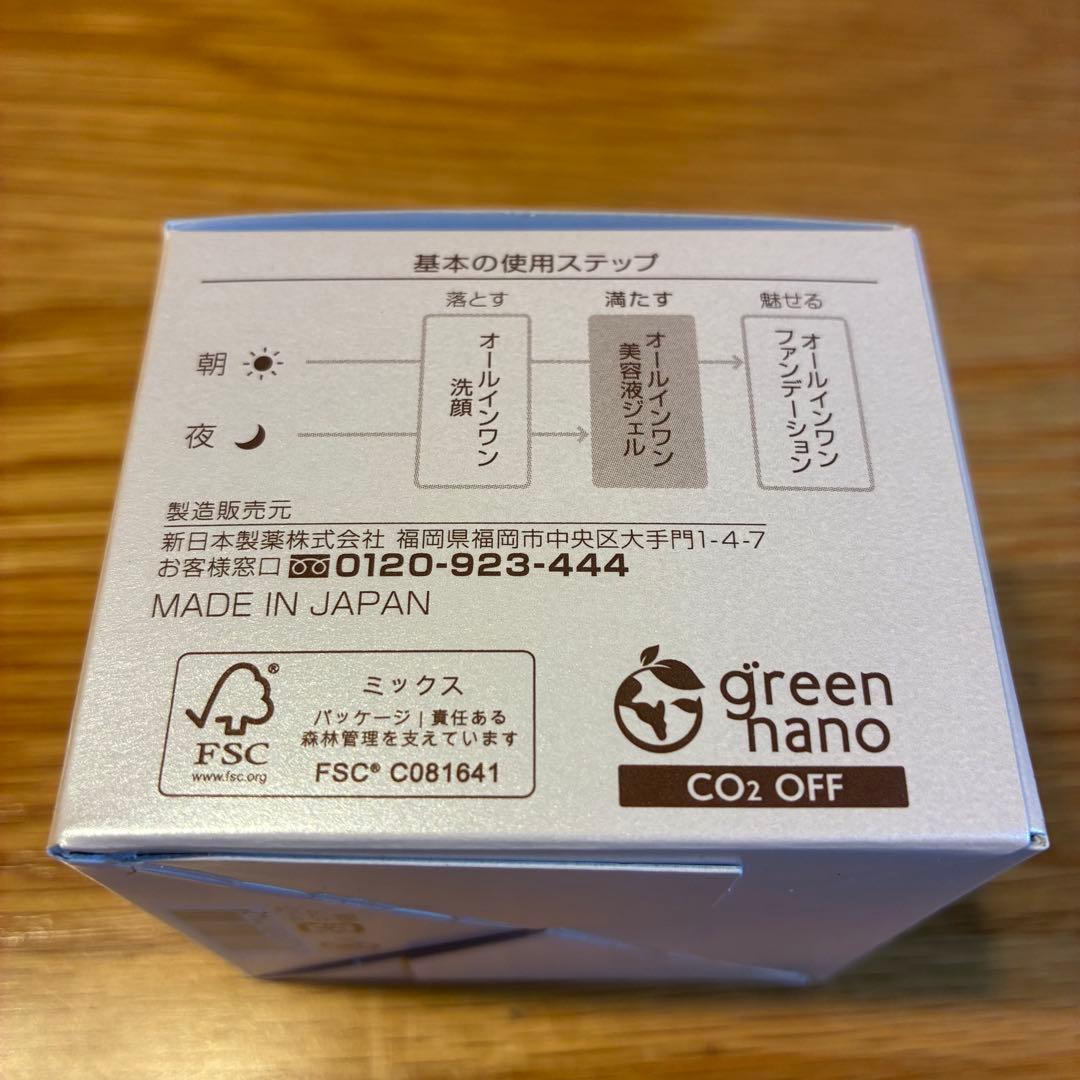 基本の使用ステップ
落とす 満たす 魅せる
朝
夜
オールインワン
洗顔
オールインワン
美容液ジェル
オールインワン
ファンデーション
製造販売元
新日本製薬株式会社 福岡県福岡市中央区大手門1-4-7
お客様窓口 0120-923-444
MADE IN JAPAN
FSC®
www.fsc.org
ミックス
パッケージ | 責任ある
森林管理を支えています
FSC® C081641
green
nano
CO2 OFF